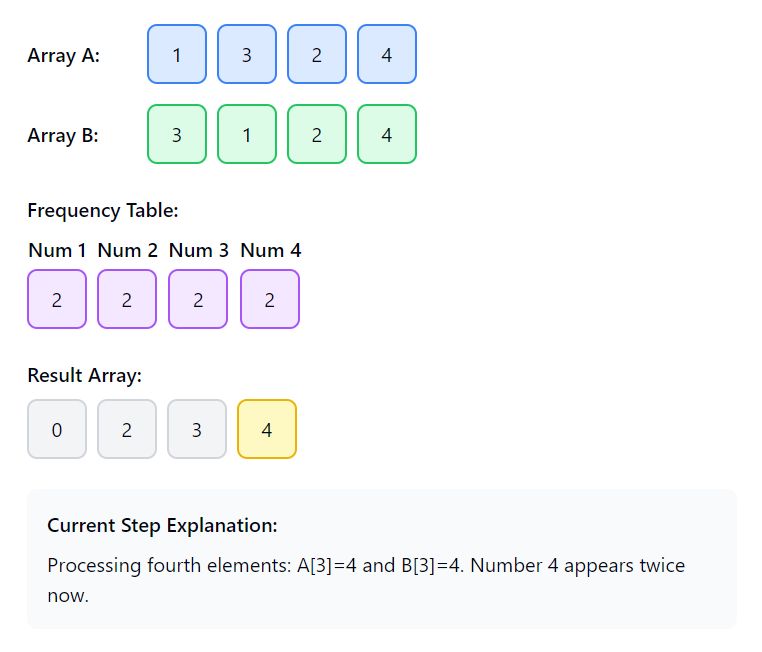 Array A: 1 3 2 4
Array B: 3 1 2 4
Frequency Table:
Num 1 Num 2 Num 3 Num 4
2 2 2 2
Result Array:
0 2 3 4
Current Step Explanation:
Processing fourth elements: A[3]=4 and B[3]=4. Number 4 appears twice
now.